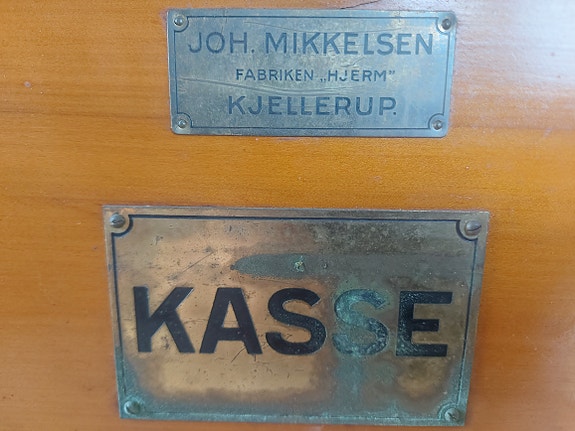 JOH. MIKKELSEN
FABRIKEN „HJERM"
KJELLERUP.
KASSE